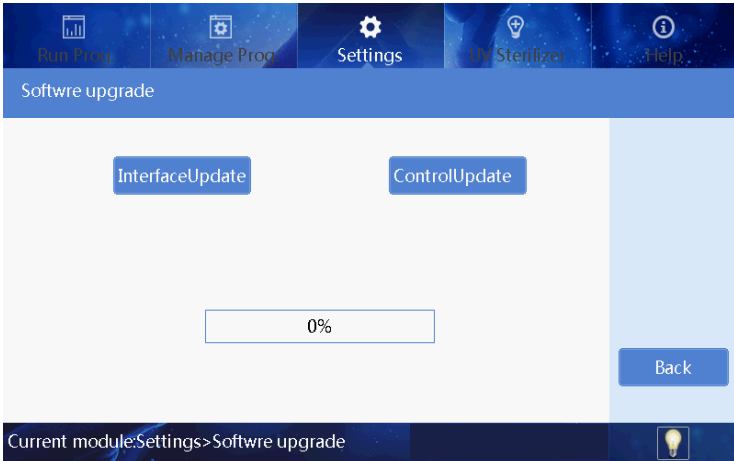 Run Prog Manage Prog Settings UV Sterilizer Help
Softwre upgrade
InterfaceUpdate ControlUpdate
0%
Back
Current module:Settings>Softwre upgrade